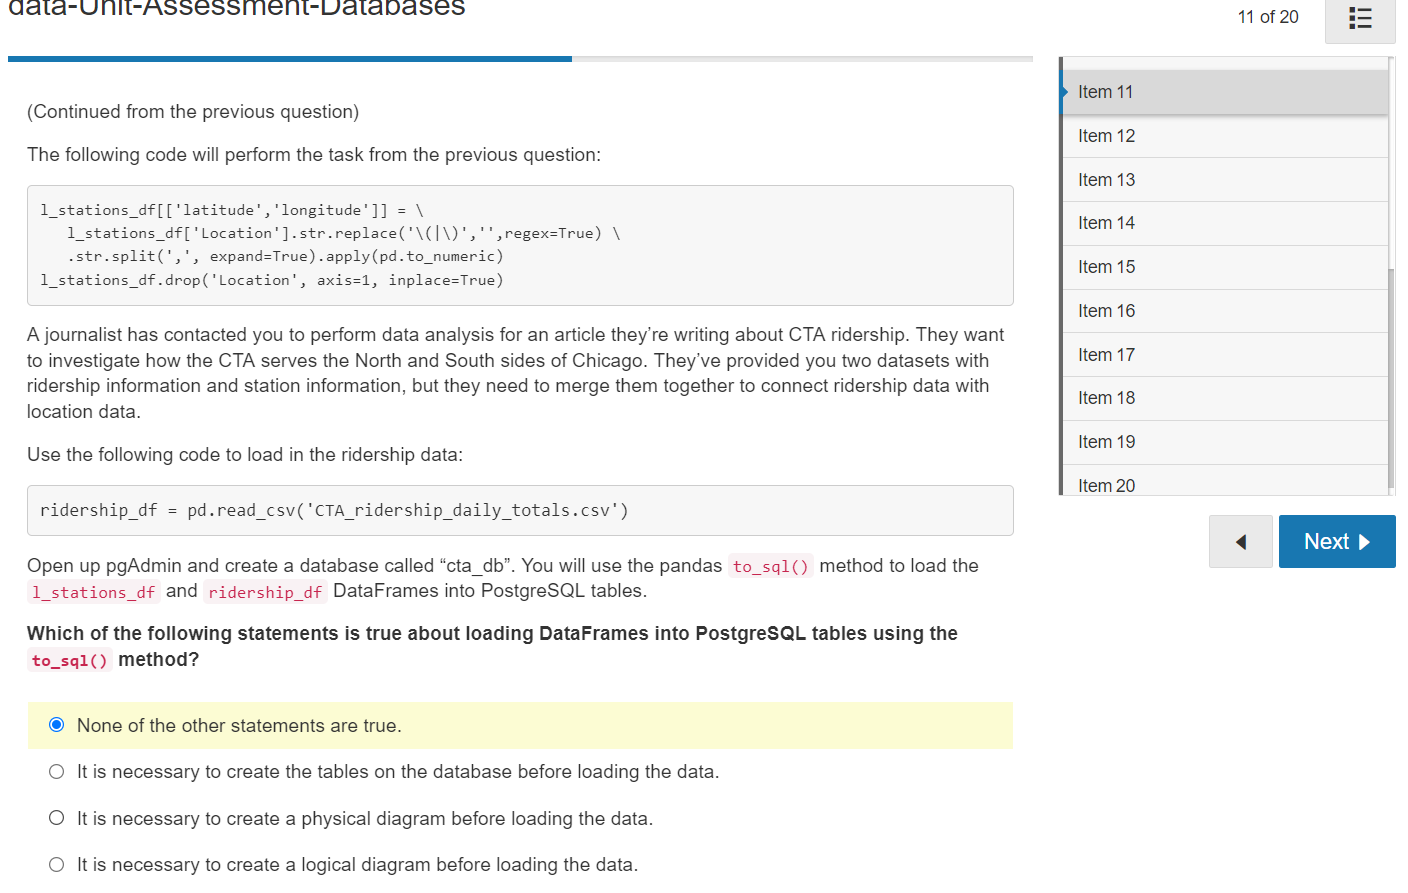 data-Unit-Assessment-Databases
11 of 20
(Continued from the previous question)
The following code will perform the task from the previous question:
l_stations_df[['latitude','longitude']] = \
l_stations_df['Location'].str.replace('\(|\)','',regex=True) \
.str.split(',', expand=True).apply(pd.to_numeric)
l_stations_df.drop('Location', axis=1, inplace=True)
A journalist has contacted you to perform data analysis for an article they’re writing about CTA ridership. They want
to investigate how the CTA serves the North and South sides of Chicago. They’ve provided you two datasets with
ridership information and station information, but they need to merge them together to connect ridership data with
location data.
Use the following code to load in the ridership data:
ridership_df = pd.read_csv('CTA_ridership_daily_totals.csv')
Open up pgAdmin and create a database called “cta_db”. You will use the pandas to_sql() method to load the
l_stations_df and ridership_df DataFrames into PostgreSQL tables.
Which of the following statements is true about loading DataFrames into PostgreSQL tables using the
to_sql() method?
None of the other statements are true.
It is necessary to create the tables on the database before loading the data.
It is necessary to create a physical diagram before loading the data.
It is necessary to create a logical diagram before loading the data.
Item 11
Item 12
Item 13
Item 14
Item 15
Item 16
Item 17
Item 18
Item 19
Item 20
Next